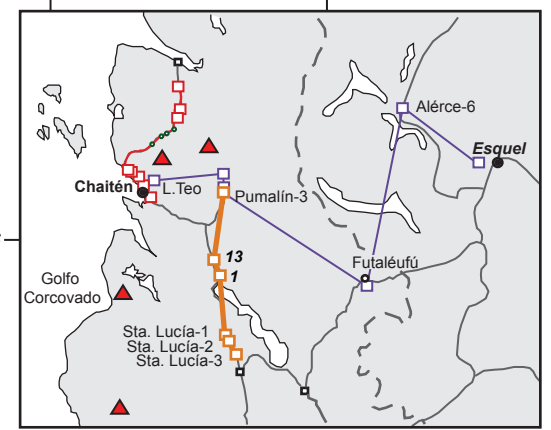 Alérce-6
Esquel
Chaitén
L.Teo
Pumalín-3
13
1
Futaléufú
Golfo
Corcovado
Sta. Lucía-1
Sta. Lucía-2
Sta. Lucía-3